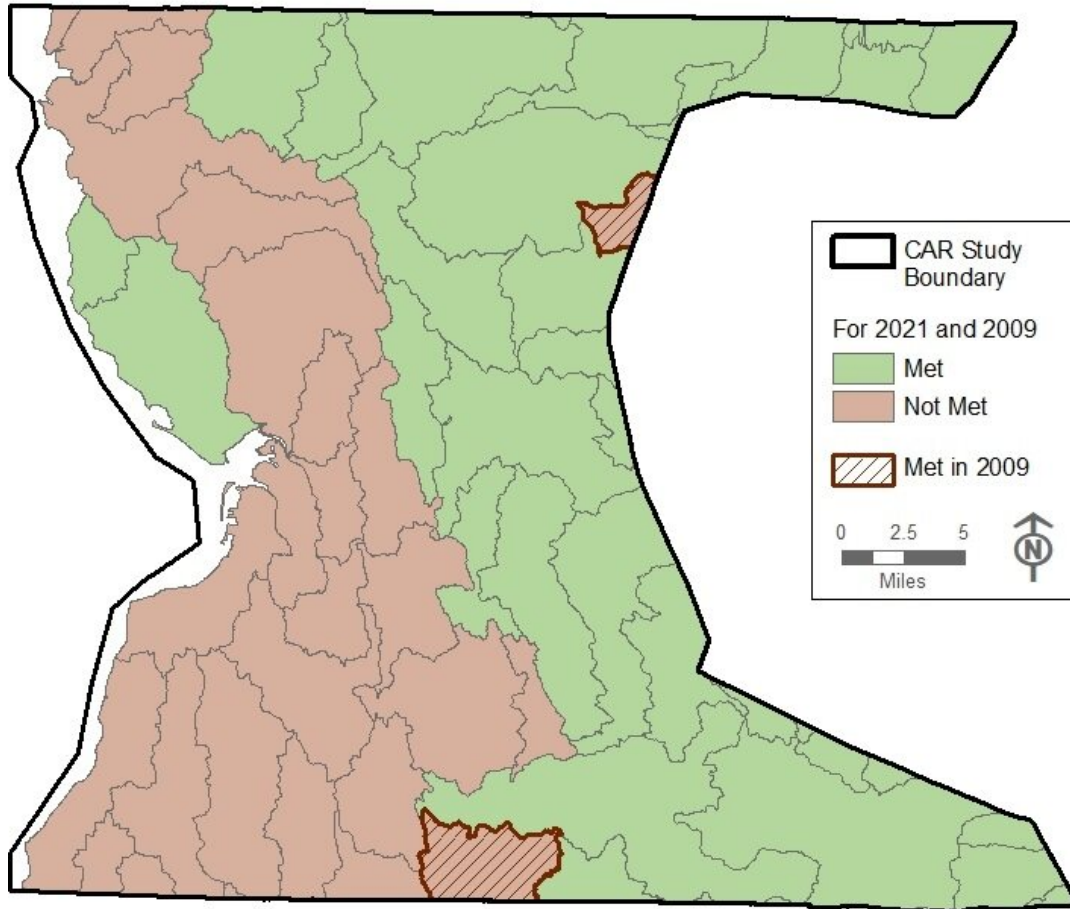 CAR Study
Boundary
For 2021 and 2009
Met
Not Met
Met in 2009
0 2.5 5
Miles
N